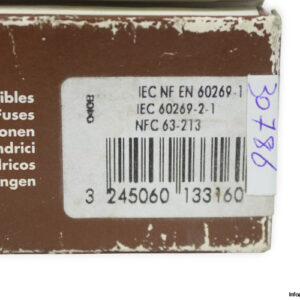 ibles
Fuses
onen
ndrici
dricos
ngen
IEC NF EN 60269-1
IEC 60269-2-1
NFC 63-213
3 245060 133160
30786